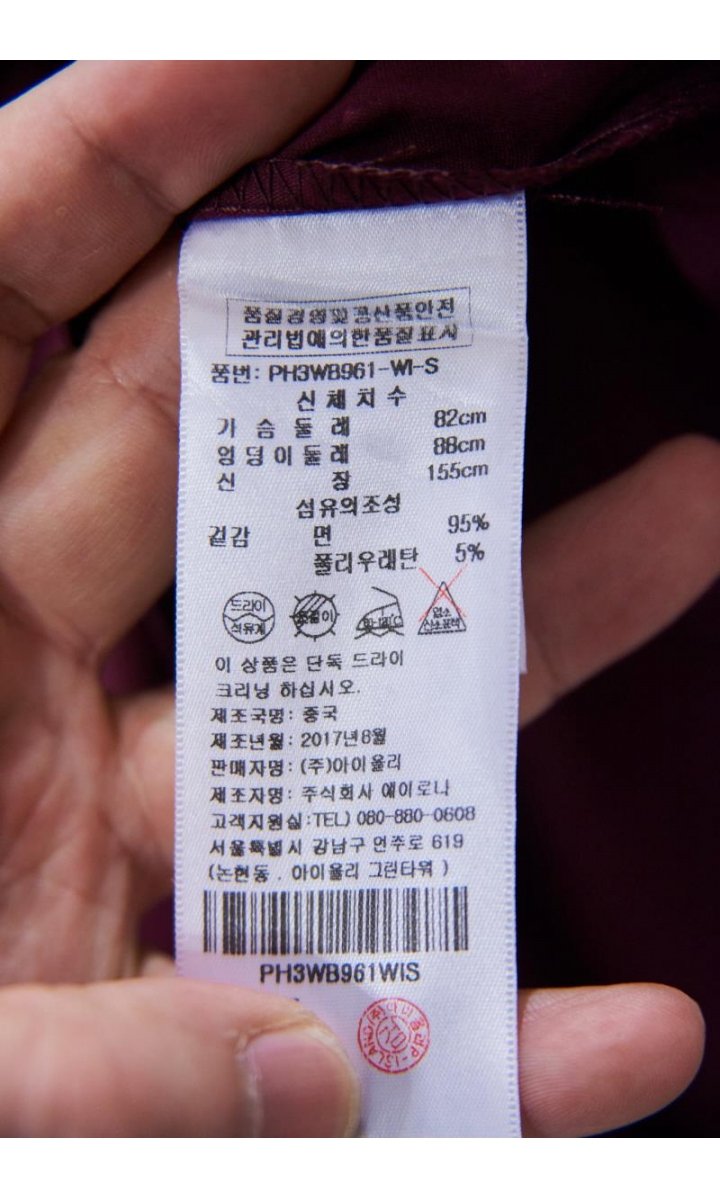 품질경영및공산품안전
관리법에의한품질표시
품번: PH3WB961-WI-S
신체치수
가슴둘레 82cm
엉덩이둘레 88cm
신장 155cm
섬유의조성
겉감 면 95%
폴리우레탄 5%
드라이
석유계
염소
산소표백
이 상품은 단독 드라이
크리닝 하십시오.
제조국명: 중국
제조년월: 2017년8월
판매자명: (주)아이올리
제조자명: 주식회사 에이로나
고객지원실:TEL) 080-880-0608
서울특별시 강남구 언주로 619
(논현동 . 아이올리 그린타워 )
PH3WB961WIS
P-ISLAND